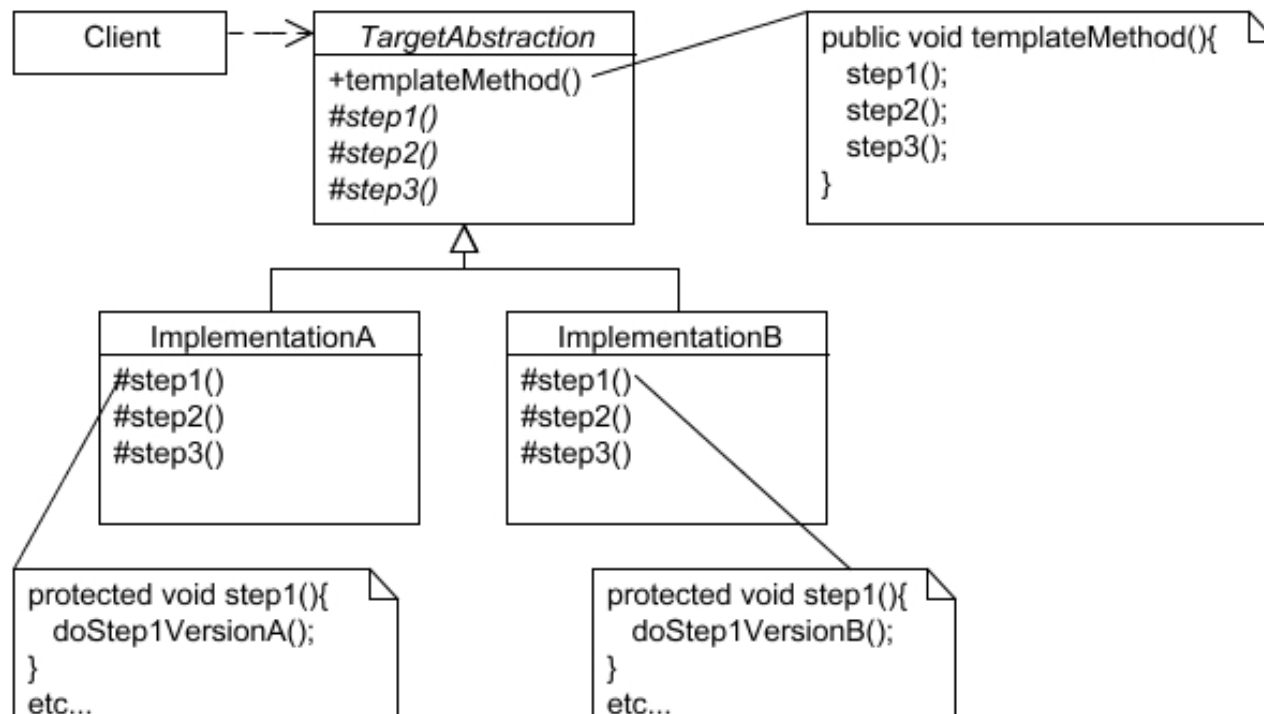 Client
TargetAbstraction
+templateMethod()
#step1()
#step2()
#step3()
public void templateMethod(){
step1();
step2();
step3();
}
ImplementationA
#step1()
#step2()
#step3()
ImplementationB
#step1()
#step2()
#step3()
protected void step1(){
doStep1VersionA();
}
etc...
protected void step1(){
doStep1VersionB();
}
etc...